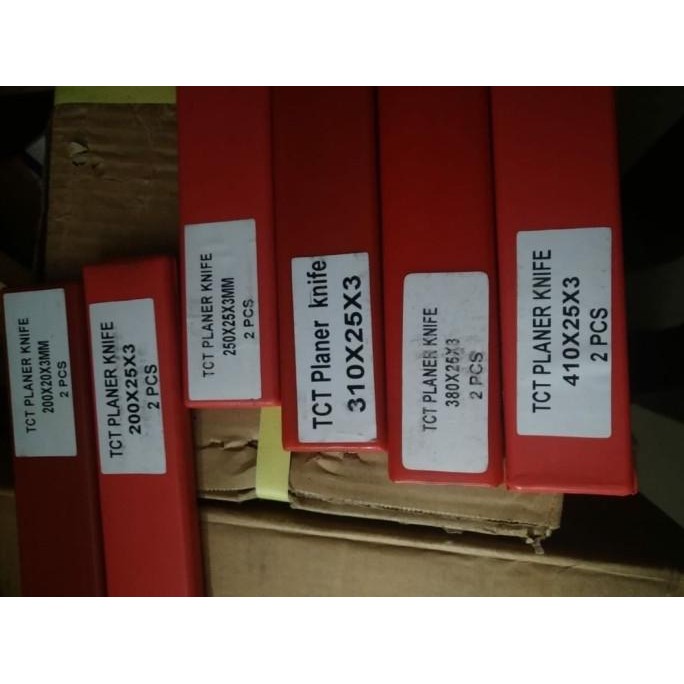 TCT PLANER KNIFE
200X20X3MM
2 PCS
TCT PLANER KNIFE
200X25X3
2 PCS
TCT PLANER KNIFE
250X25X3MM
2 PCS
TCT Planer knife
310X25X3
TCT PLANER KNIFE
380X25X3
2 PCS
TCT PLANER KNIFE
410X25X3
2 PCS